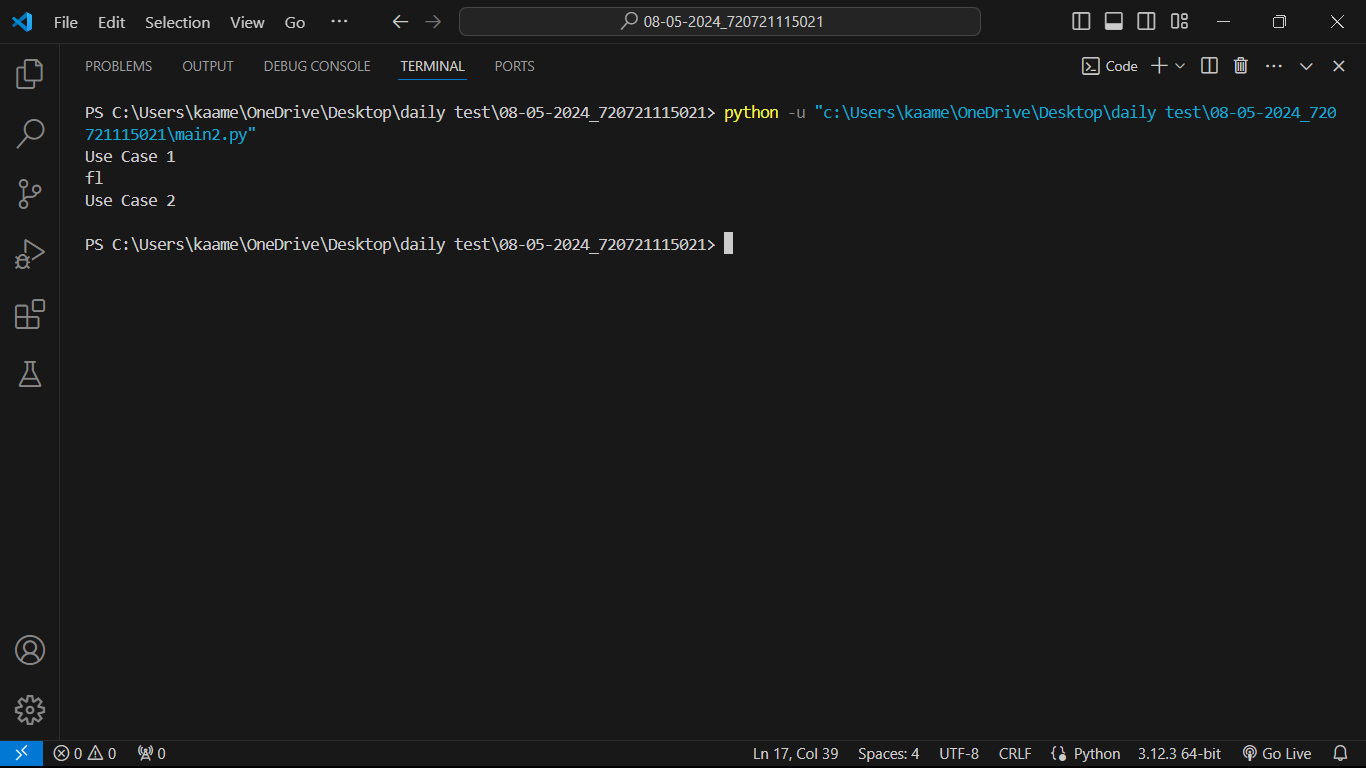 File Edit Selection View Go ··· 08-05-2024_720721115021
PROBLEMS OUTPUT DEBUG CONSOLE TERMINAL PORTS Code
PS C:\Users\kaame\OneDrive\Desktop\daily test\08-05-2024_720721115021> python -u "c:\Users\kaame\OneDrive\Desktop\daily test\08-05-2024_720
721115021\main2.py"
Use Case 1
fl
Use Case 2
PS C:\Users\kaame\OneDrive\Desktop\daily test\08-05-2024_720721115021>
0 0 0 Ln 17, Col 39 Spaces: 4 UTF-8 CRLF Python 3.12.3 64-bit Go Live